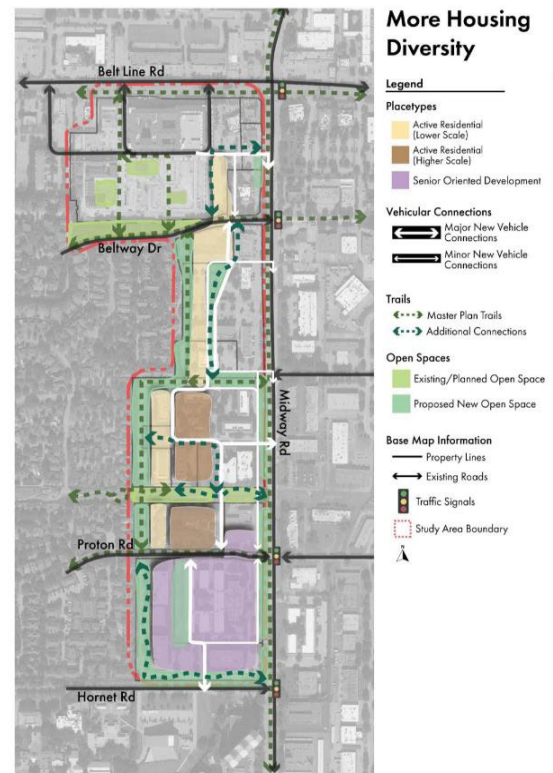 More Housing
Diversity
Legend
Placetypes
Active Residential
(Lower Scale)
Active Residential
(Higher Scale)
Senior Oriented Development
Vehicular Connections
Major New Vehicle
Connections
Minor New Vehicle
Connections
Trails
Master Plan Trails
Additional Connections
Open Spaces
Existing/Planned Open Space
Proposed New Open Space
Base Map Information
Property Lines
Existing Roads
Traffic Signals
Study Area Boundary
N
Belt Line Rd
Beltway Dr
Midway Rd
Proton Rd
Hornet Rd